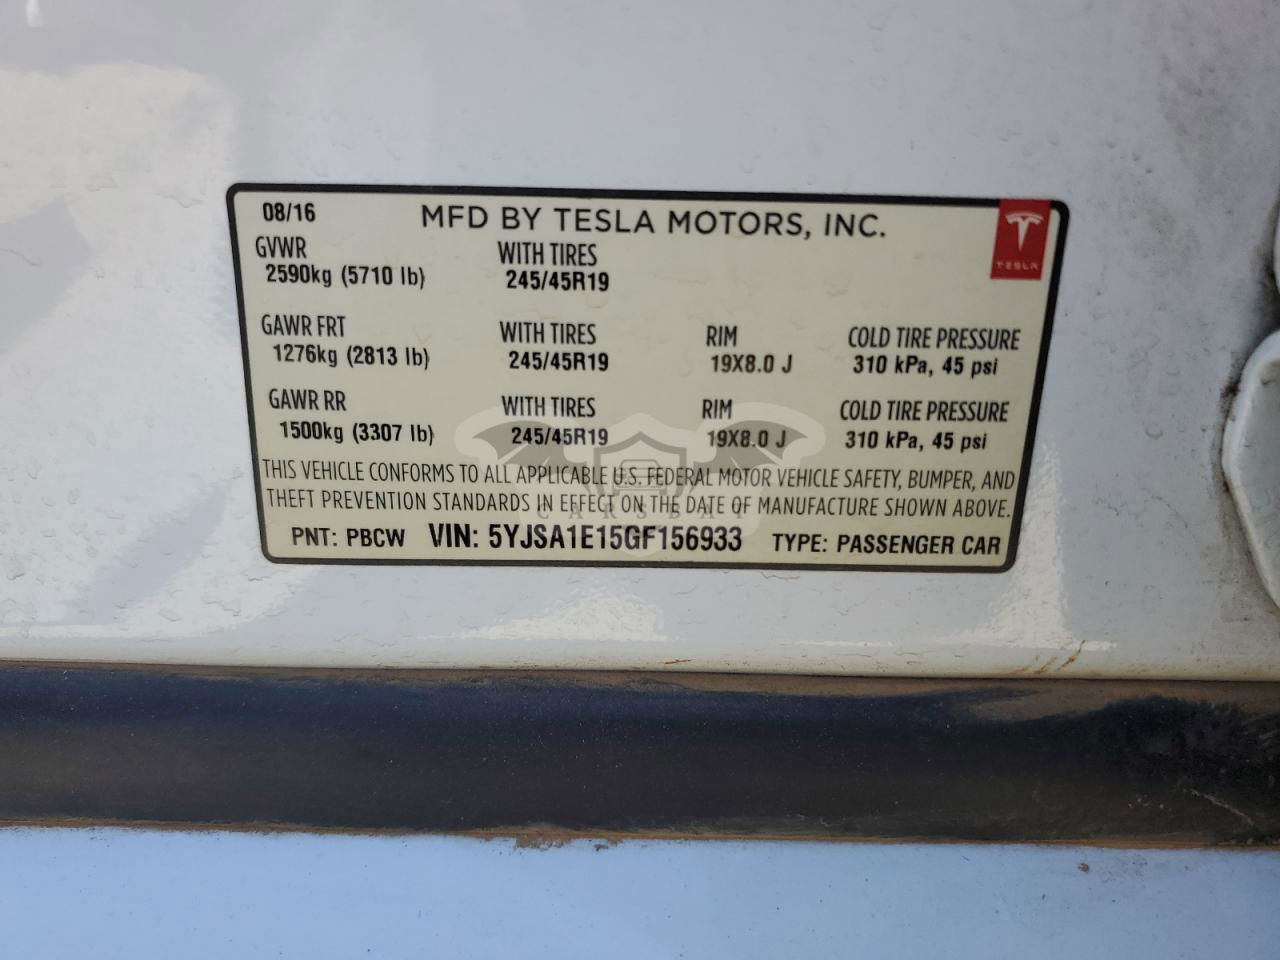 08/16 MFD BY TESLA MOTORS, INC.
TESLA
GVWR WITH TIRES
2590kg (5710 lb) 245/45R19
GAWR FRT WITH TIRES RIM COLD TIRE PRESSURE
1276kg (2813 lb) 245/45R19 19X8.0 J 310 kPa, 45 psi
GAWR RR WITH TIRES RIM COLD TIRE PRESSURE
1500kg (3307 lb) 245/45R19 19X8.0 J 310 kPa, 45 psi
THIS VEHICLE CONFORMS TO ALL APPLICABLE U.S. FEDERAL MOTOR VEHICLE SAFETY, BUMPER, AND
THEFT PREVENTION STANDARDS IN EFFECT ON THE DATE OF MANUFACTURE SHOWN ABOVE.
CARSBAT
PNT: PBCW VIN: 5YJSA1E15GF156933 TYPE: PASSENGER CAR